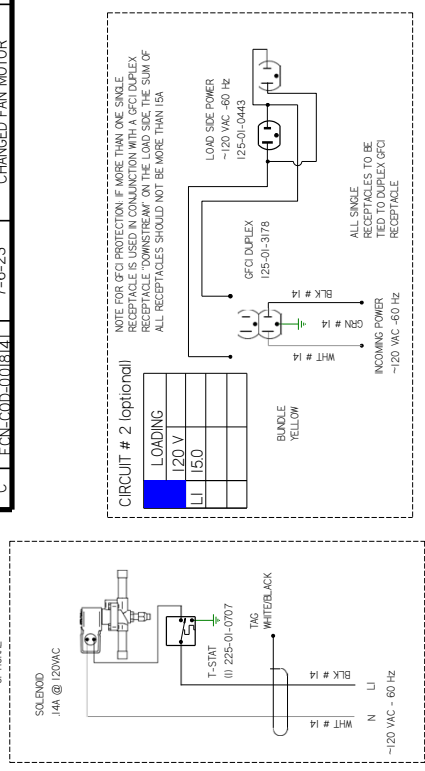 C ECN-COD-0018141 7-6-23 CHANGED FAN MOTOR
SOLENOID
.14A @ 120VAC
T-STAT
(1) 225-01-0707
TAG
WHITE/BLACK
WHT # 14
BLK # 14
N L1
~120 VAC - 60 Hz
CIRCUIT # 2 (optional)
LOADING
120 V
L1 15.0
NOTE FOR GFCI PROTECTION: IF MORE THAN ONE SINGLE
RECEPTACLE IS USED IN CONJUNCTION WITH A GFCI DUPLEX
RECEPTACLE "DOWNSTREAM" ON THE LOAD SIDE, THE SUM OF
ALL RECEPTACLES SHOULD NOT BE MORE THAN 15A
LOAD SIDE POWER
~120 VAC -60 Hz
125-01-0443
GFCI DUPLEX
125-01-3178
BUNDLE
YELLOW
WHT # 14
GRN # 14
BLK # 14
INCOMING POWER
~120 VAC -60 Hz
ALL SINGLE
RECEPTACLES TO BE
TIED TO DUPLEX GFCI
RECEPTACLE